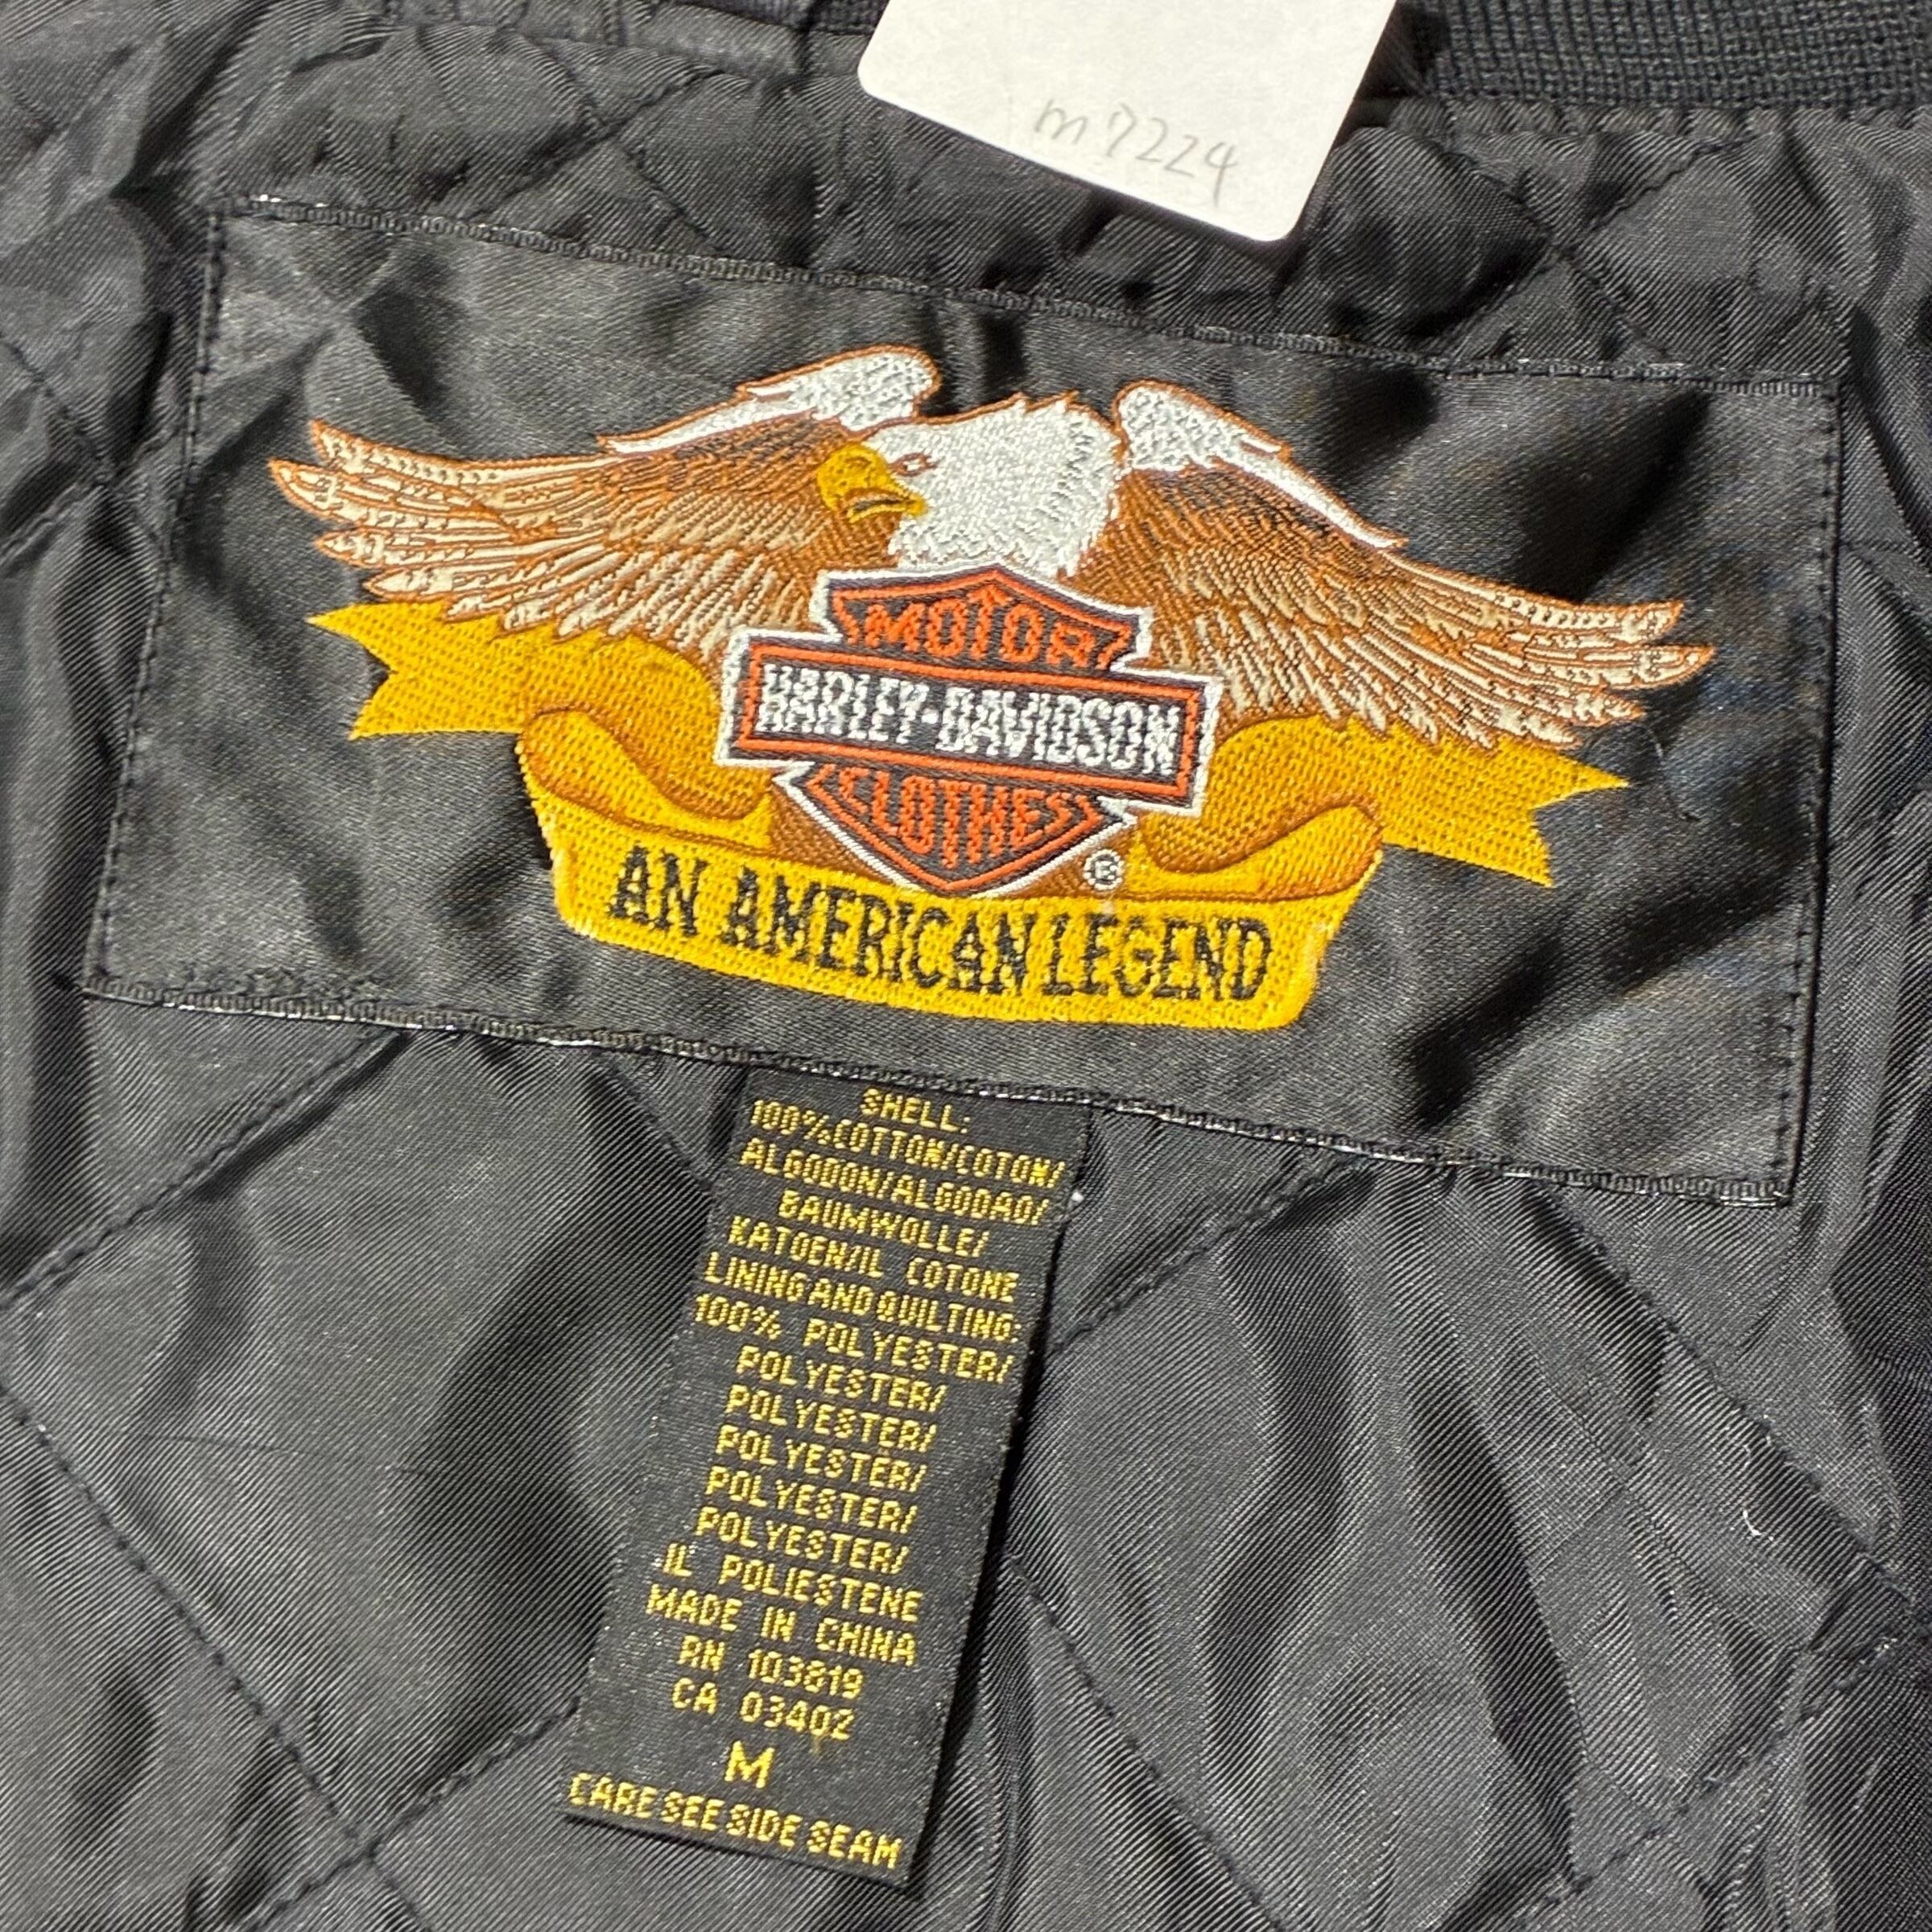 m7224
MOTOR
HARLEY-DAVIDSON
CLOTHES
®
AN AMERICAN LEGEND
SHELL:
100%COTTON/COTON/
ALGODON/ALGODAO/
BAUMWOLLE/
KATOEN/IL COTONE
LINING AND QUILTING:
100% POLYESTER/
POLYESTER/
POLYESTER/
POLYESTER/
POLYESTER/
POLYESTER/
IL POLIESTENE
MADE IN CHINA
RN 103819
CA 03402
M
CARE SEE SIDE SEAM